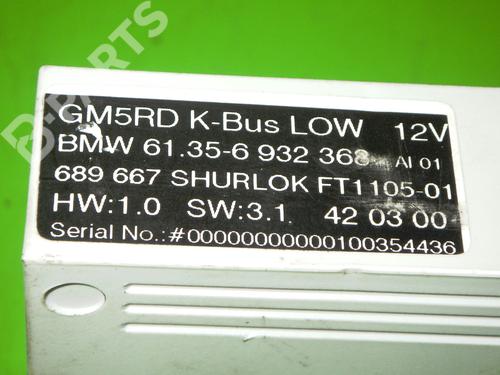 GM5RD K-Bus LOW 12V
BMW 61.35-6 932 368 AI 01
689 667 SHURLOK FT1105-01
HW:1.0 SW:3.1 42 03 00
Serial No.:#000000000000100354436
B-PARTS